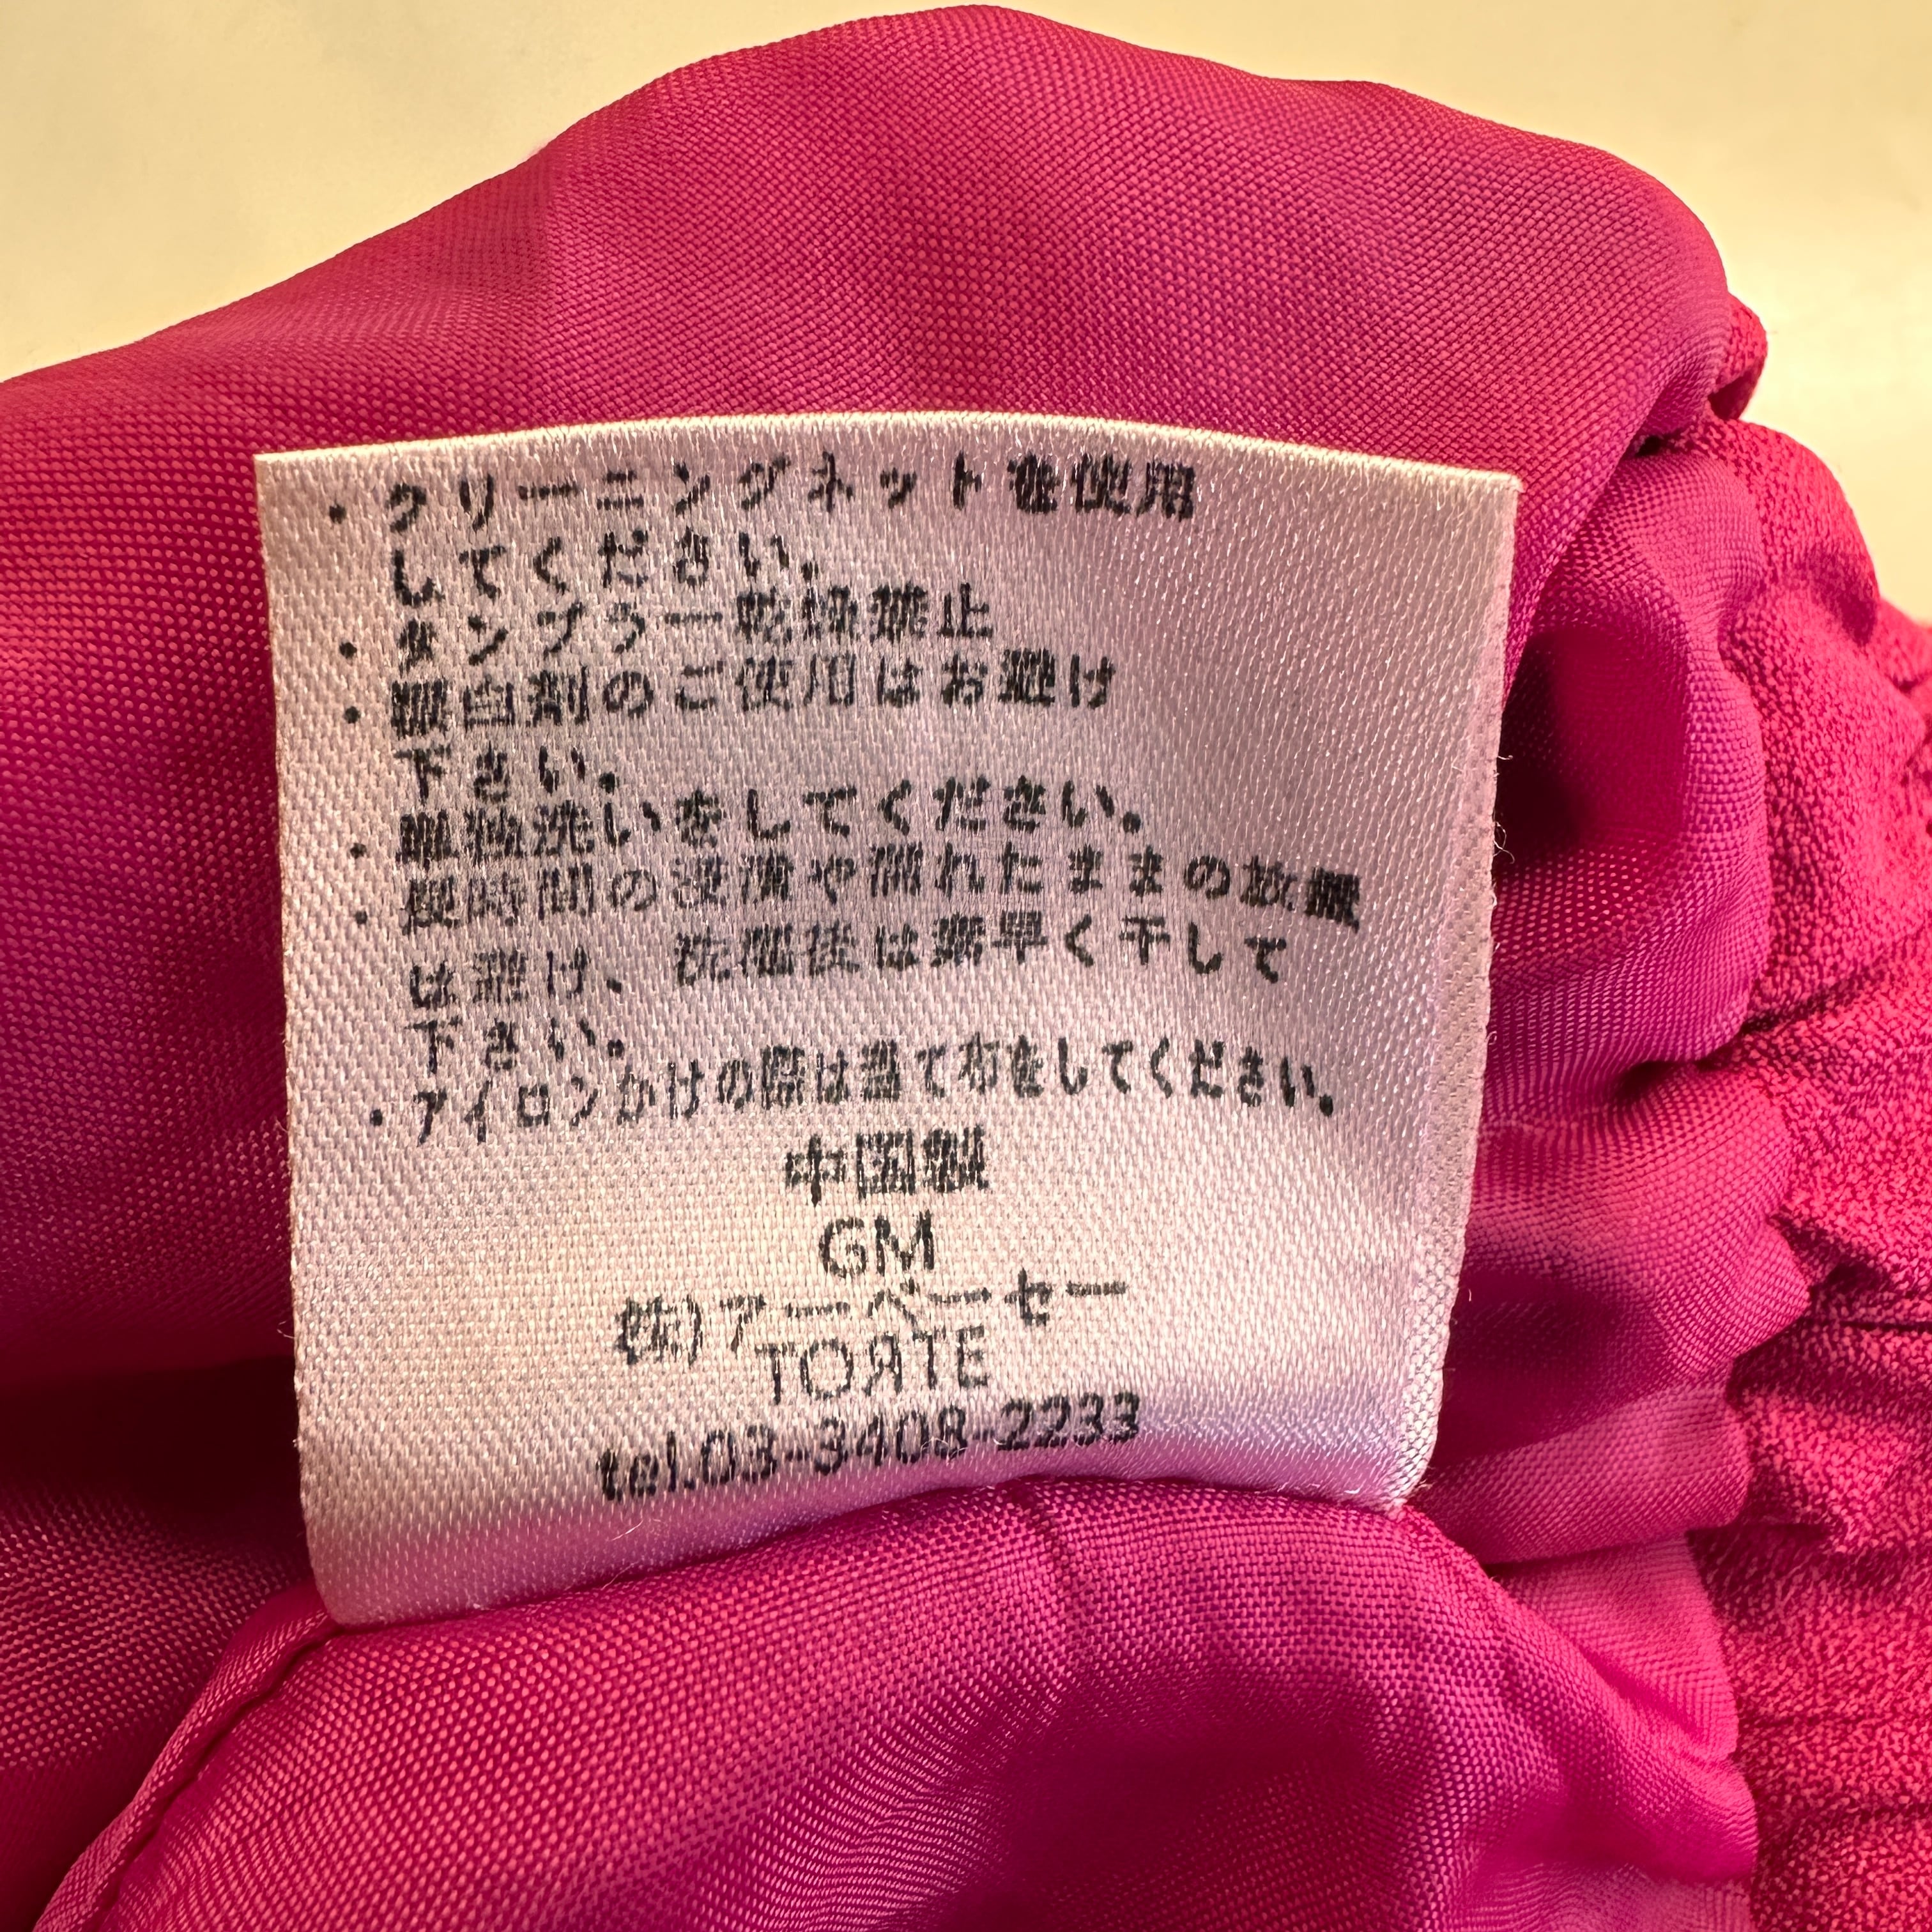 ・クリーニングネットを使用
してください。
・タンブラー乾燥禁止
・漂白剤のご使用はお避け
下さい。
・単独洗いをしてください。
・長時間の浸漬や濡れたままの放置
は避け、洗濯後は素早く干して
下さい。
・アイロンかけの際は当て布をしてください。
中国製
GM
(株)アーベーセー
TOЯTE
tel.03-3408-2233